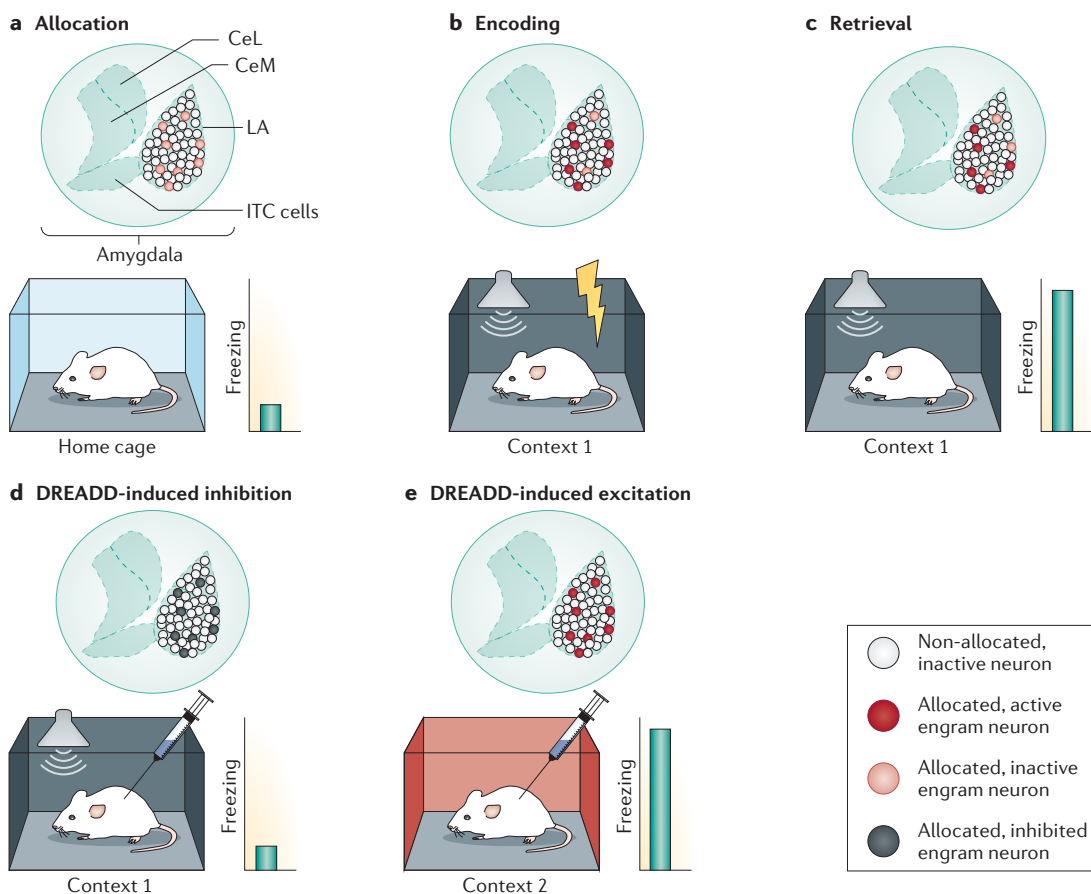 a Allocation
CeL
CeM
LA
ITC cells
Amygdala
Freezing
Home cage
b Encoding
Context 1
c Retrieval
Freezing
Context 1
d DREADD-induced inhibition
Freezing
Context 1
e DREADD-induced excitation
Freezing
Context 2
Non-allocated,
inactive neuron
Allocated, active
engram neuron
Allocated, inactive
engram neuron
Allocated, inhibited
engram neuron